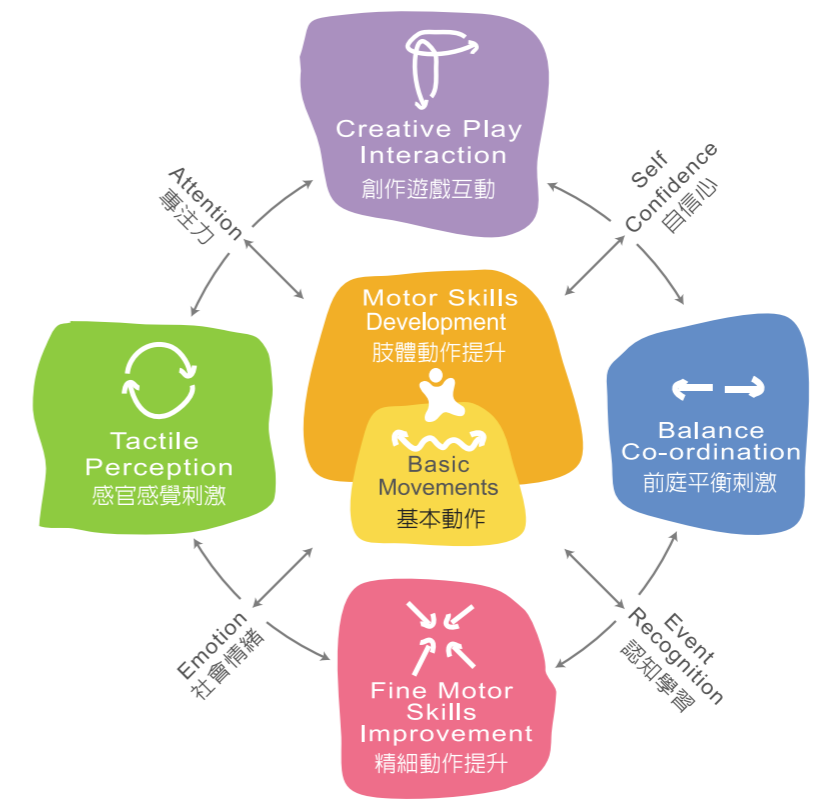 Creative Play
Interaction
創作遊戲互動
Attention
專注力
Self
Confidence
自信心
Motor Skills
Development
肢體動作提升
Tactile
Perception
感官感覺刺激
Basic
Movements
基本動作
Balance
Co-ordination
前庭平衡刺激
Emotion
社會情緒
Event
Recognition
認知學習
Fine Motor
Skills
Improvement
精細動作提升